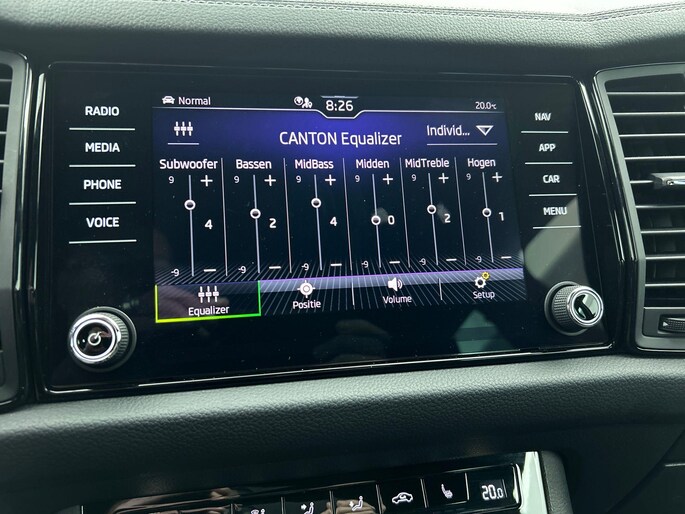 RADIO
MEDIA
PHONE
VOICE
Normal
8:26
20.0°C
CANTON Equalizer
Individ...
Subwoofer Bassen MidBass Midden MidTreble Hogen
9 + 9 + 9 + 9 + 9 + 9 +
4 2 4 0 2 1
-9 – -9 – -9 – -9 – -9 – -9 –
Equalizer Positie Volume Setup
NAV
APP
CAR
MENU
20.0